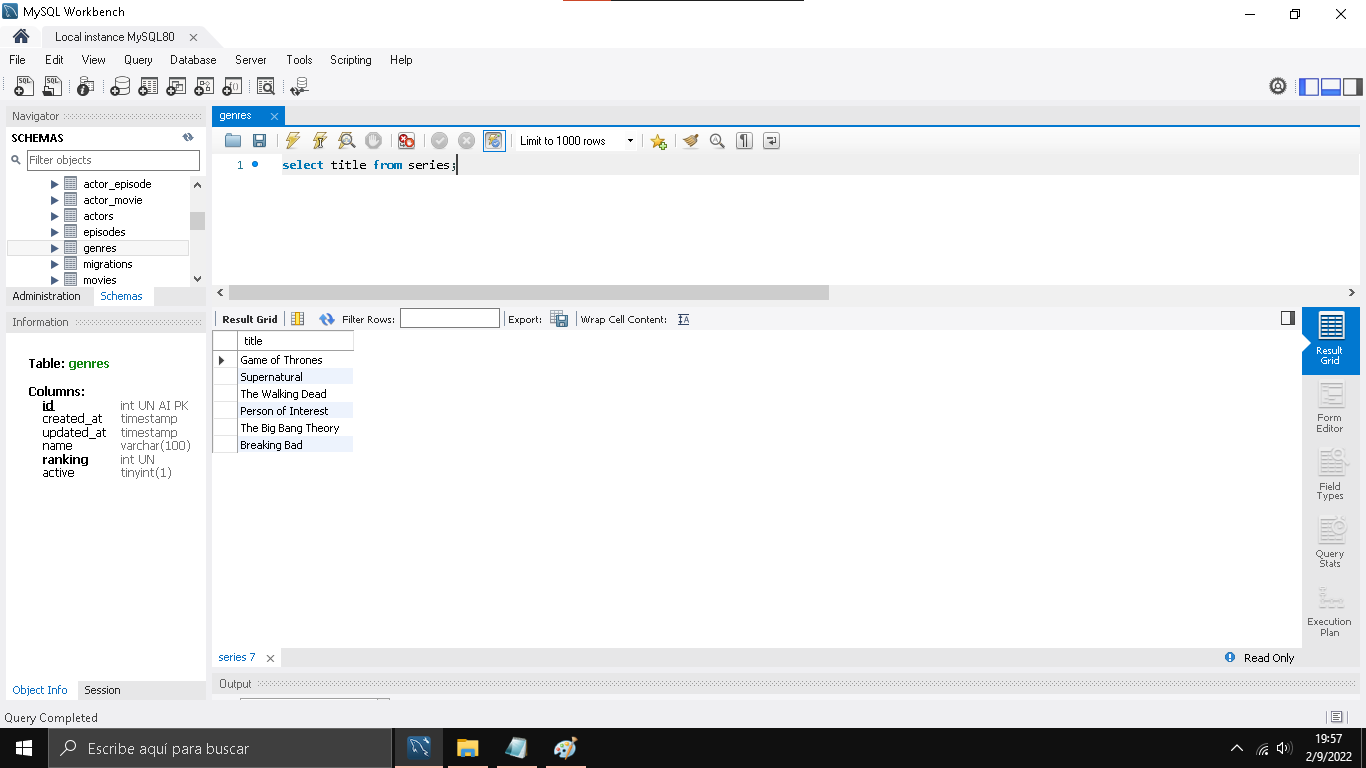 MySQL Workbench
Local instance MySQL80
File Edit View Query Database Server Tools Scripting Help
Navigator
SCHEMAS
Filter objects
actor_episode
actor_movie
actors
episodes
genres
migrations
movies
Administration Schemas
Information
Table: genres
Columns:
id int UN AI PK
created_at timestamp
updated_at timestamp
name varchar(100)
ranking int UN
active tinyint(1)
Object Info Session
genres
Limit to 1000 rows
1 select title from series;
Result Grid Filter Rows: Export: Wrap Cell Content:
title
Game of Thrones
Supernatural
The Walking Dead
Person of Interest
The Big Bang Theory
Breaking Bad
Result
Grid
Form
Editor
Field
Types
Query
Stats
Execution
Plan
series 7
Read Only
Output
Query Completed
Escribe aquí para buscar
19:57
2/9/2022